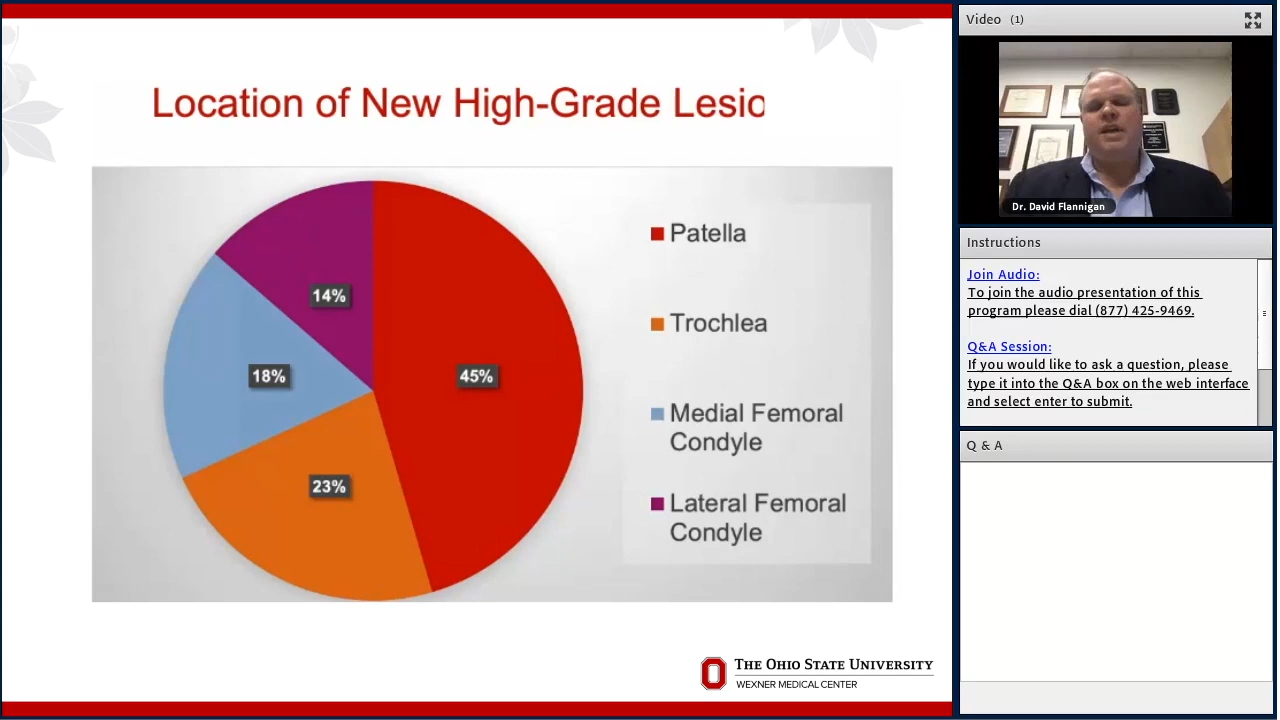 Location of New High-Grade Lesio
14%
18%
45%
23%
Patella
Trochlea
Medial Femoral
Condyle
Lateral Femoral
Condyle
THE OHIO STATE UNIVERSITY
WEXNER MEDICAL CENTER
Video (1)
Dr. David Flannigan
Instructions
Join Audio:
To join the audio presentation of this
program please dial (877) 425-9469.
Q&A Session:
If you would like to ask a question, please
type it into the Q&A box on the web interface
and select enter to submit.
Q & A